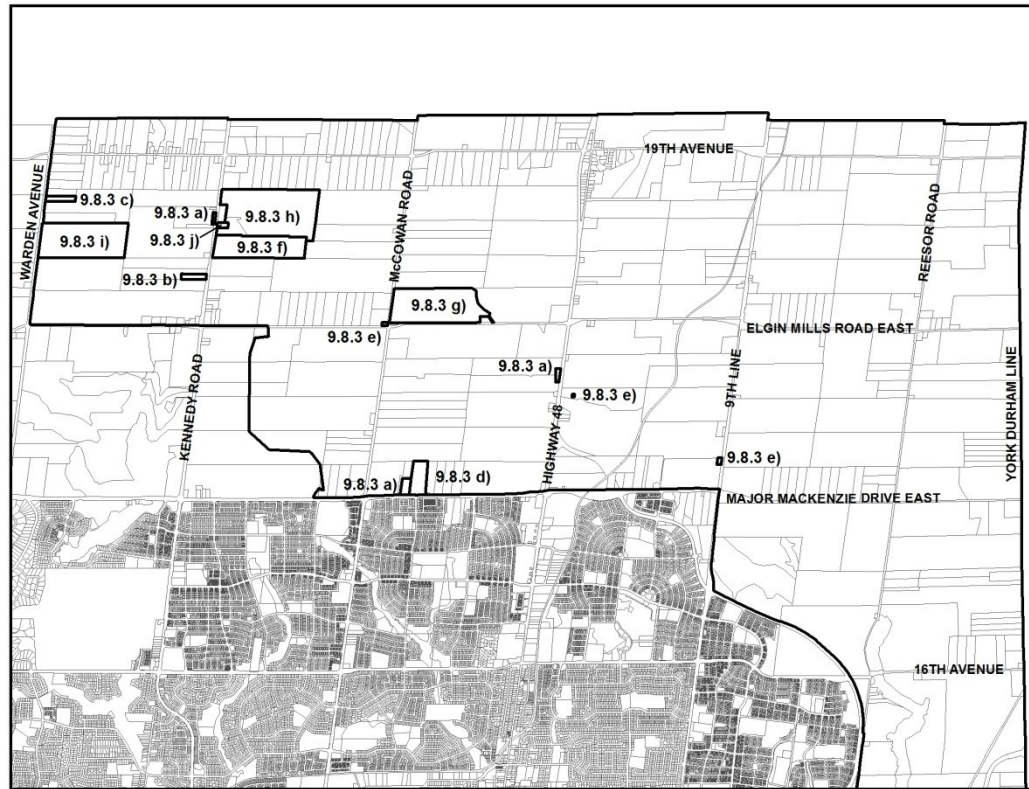 19TH AVENUE
WARDEN AVENUE
9.8.3 c)
9.8.3 a)
9.8.3 h)
9.8.3 j)
9.8.3 i)
9.8.3 f)
9.8.3 b)
McCOWAN ROAD
REESOR ROAD
9.8.3 g)
9.8.3 e)
ELGIN MILLS ROAD EAST
KENNEDY ROAD
9.8.3 a)
9.8.3 e)
HIGHWAY 48
9TH LINE
YORK DURHAM LINE
9.8.3 a)
9.8.3 d)
9.8.3 e)
MAJOR MACKENZIE DRIVE EAST
16TH AVENUE